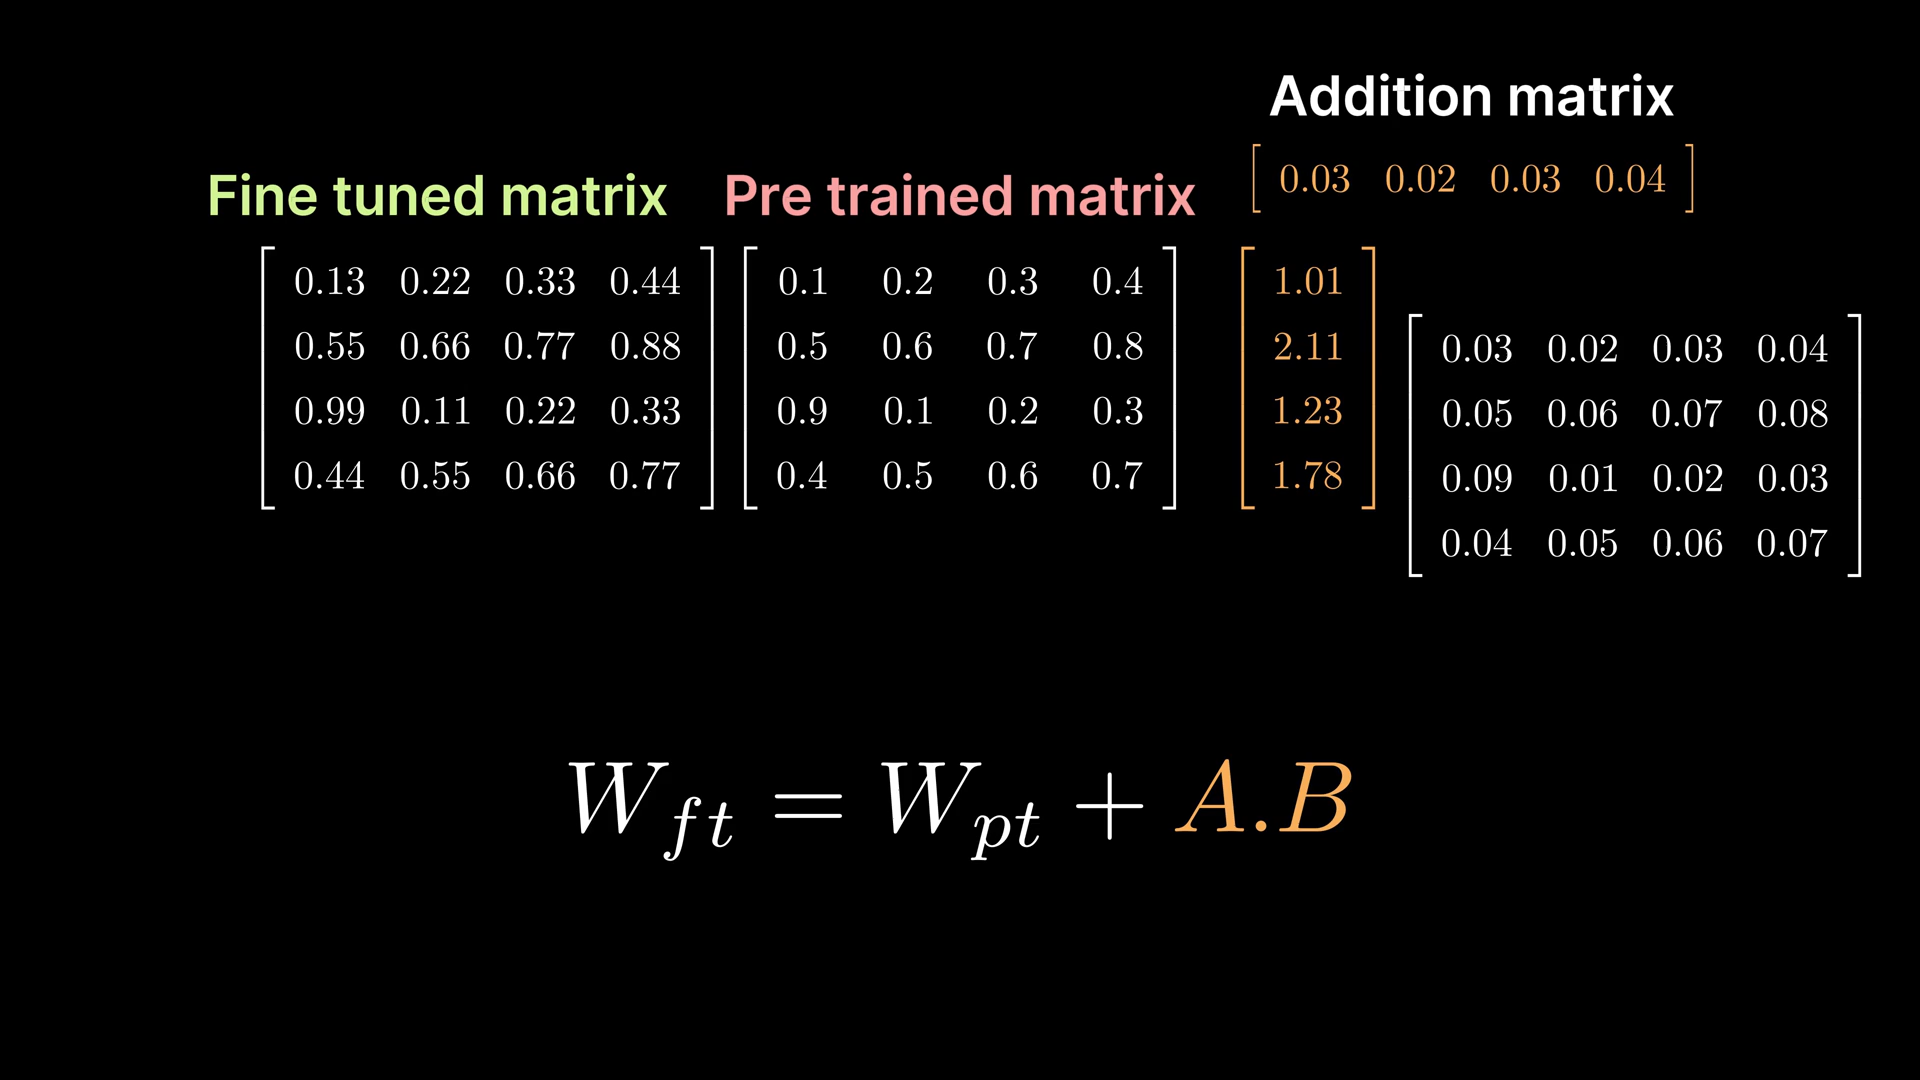 Addition matrix
0.03 0.02 0.03 0.04
Fine tuned matrix
0.13 0.22 0.33 0.44
0.55 0.66 0.77 0.88
0.99 0.11 0.22 0.33
0.44 0.55 0.66 0.77
Pre trained matrix
0.1 0.2 0.3 0.4
0.5 0.6 0.7 0.8
0.9 0.1 0.2 0.3
0.4 0.5 0.6 0.7
1.01
2.11
1.23
1.78
0.03 0.02 0.03 0.04
0.05 0.06 0.07 0.08
0.09 0.01 0.02 0.03
0.04 0.05 0.06 0.07
W_{ft} = W_{pt} + A.B